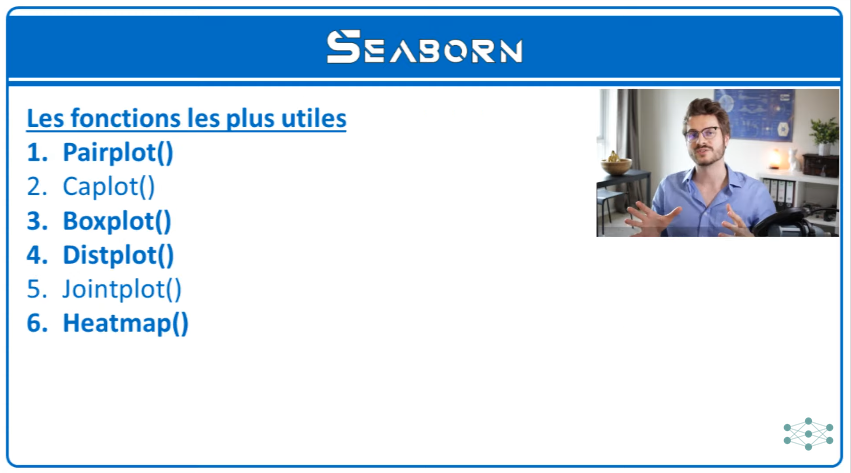 SEABORN
Les fonctions les plus utiles
1. Pairplot()
2. Caplot()
3. Boxplot()
4. Distplot()
5. Jointplot()
6. Heatmap()